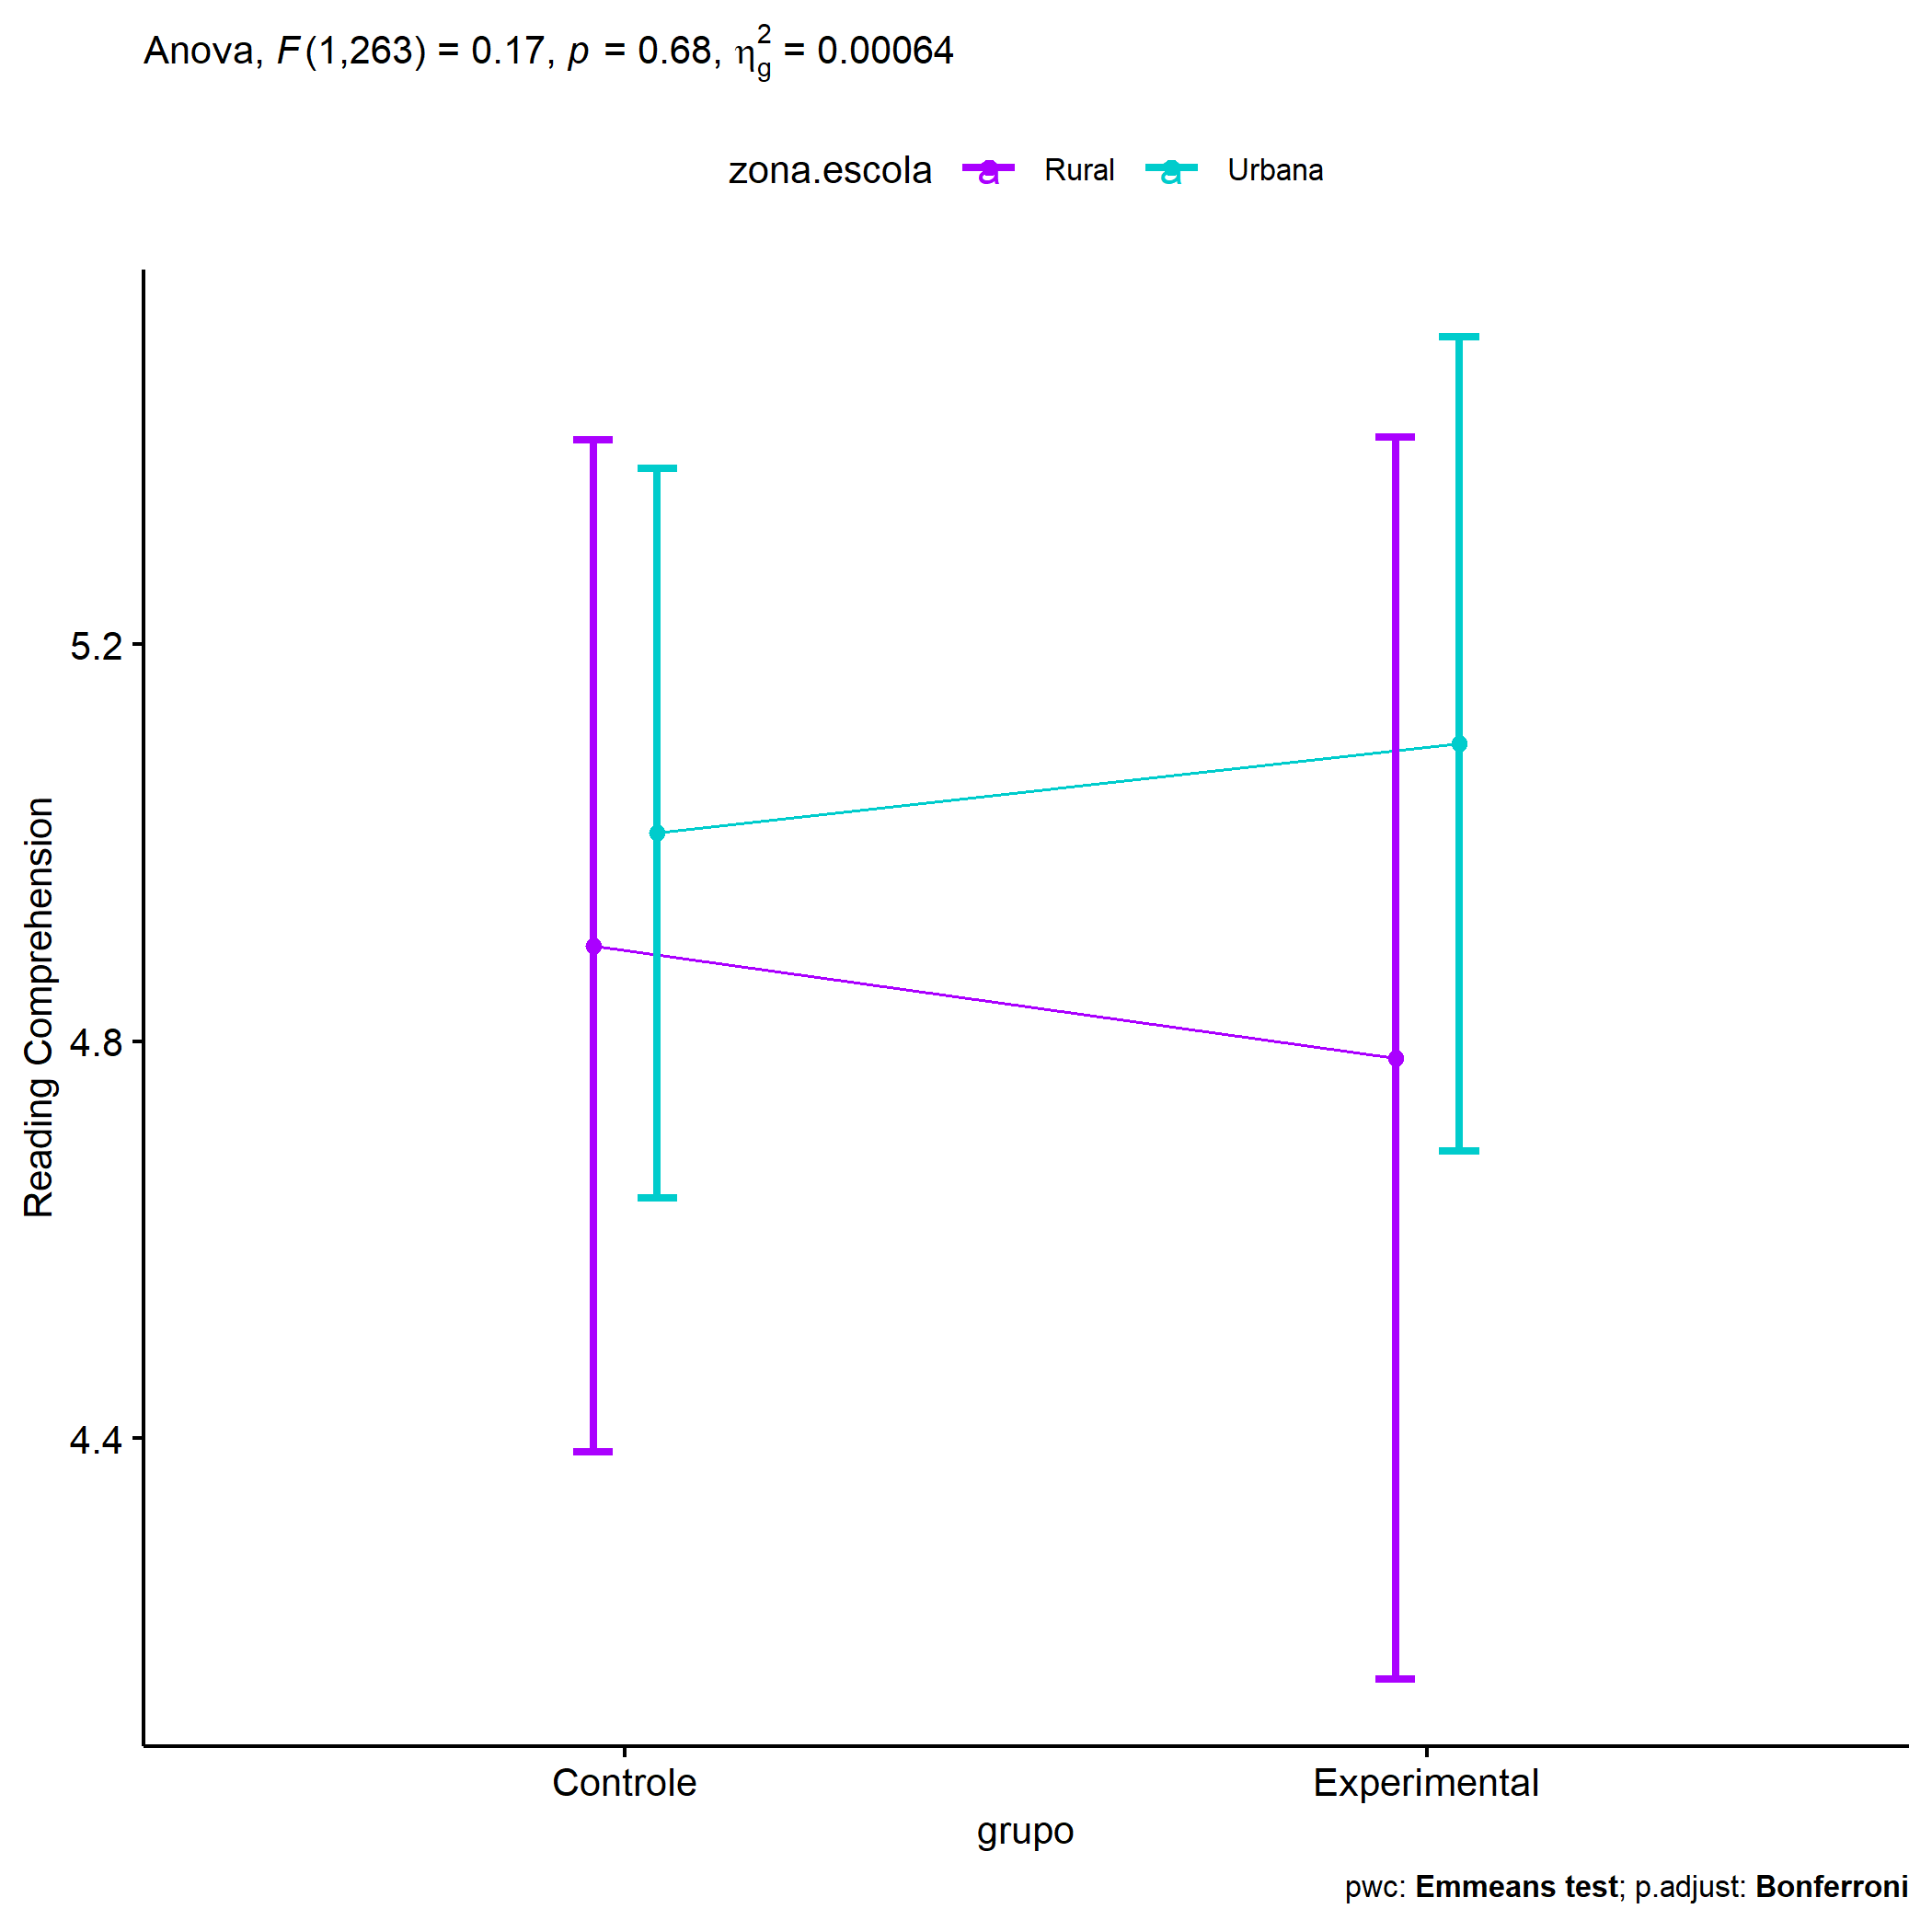 Anova, F(1,263) = 0.17, p = 0.68, η²g = 0.00064
zona.escola a Rural a Urbana
Reading Comprehension
5.2
4.8
4.4
Controle Experimental
grupo
pwc: Emmeans test; p.adjust: Bonferroni